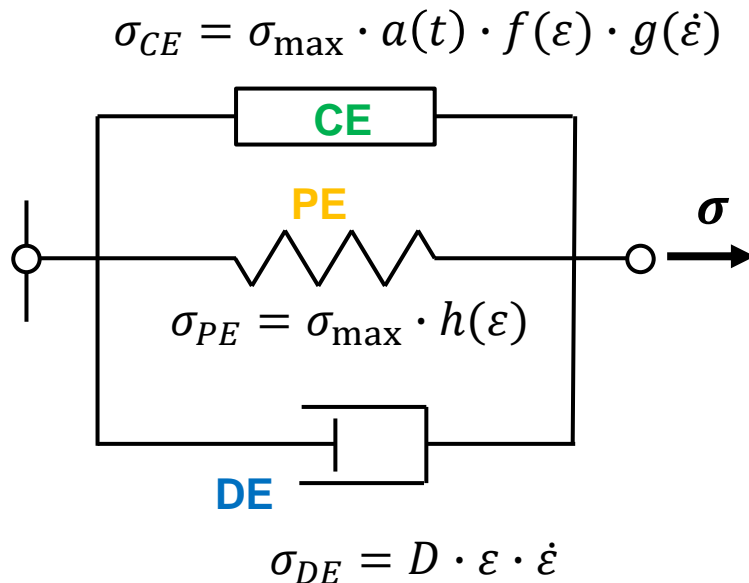 σ_CE = σ_max · a(t) · f(ε) · g(ε̇)
CE
PE
σ
σ_PE = σ_max · h(ε)
DE
σ_DE = D · ε · ε̇